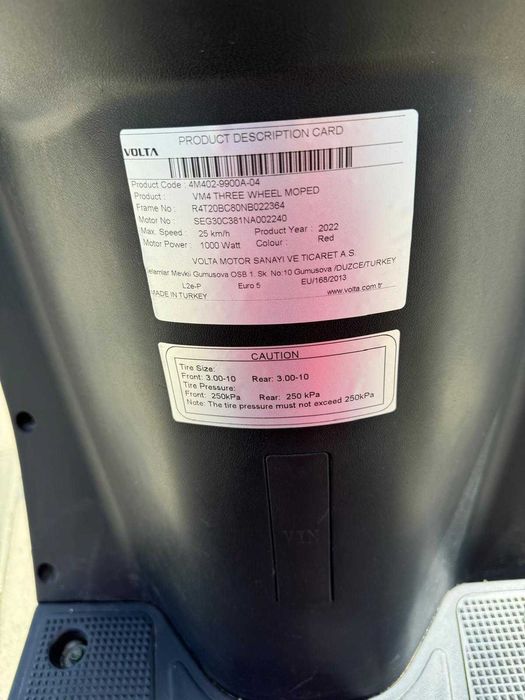 VOLTA PRODUCT DESCRIPTION CARD
Product Code : 4M402-9900A-04
Product : VM4 THREE WHEEL MOPED
Frame No : R4T20BC80NB022364
Motor No : SEG30C381NA002240
Max. Speed : 25 km/h Product Year : 2022
Motor Power : 1000 Watt Colour : Red
VOLTA MOTOR SANAYI VE TICARET A.S.
Selamlar Mevkii Gumusova OSB 1. Sk. No:10 Gumusova /DUZCE/TURKEY
L2e-P Euro 5 EU/168/2013
MADE IN TURKEY www.volta.com.tr
CAUTION
Tire Size:
Front: 3.00-10 Rear: 3.00-10
Tire Pressure:
Front: 250kPa Rear: 250 kPa
Note: The tire pressure must not exceed 250kPa
VIN